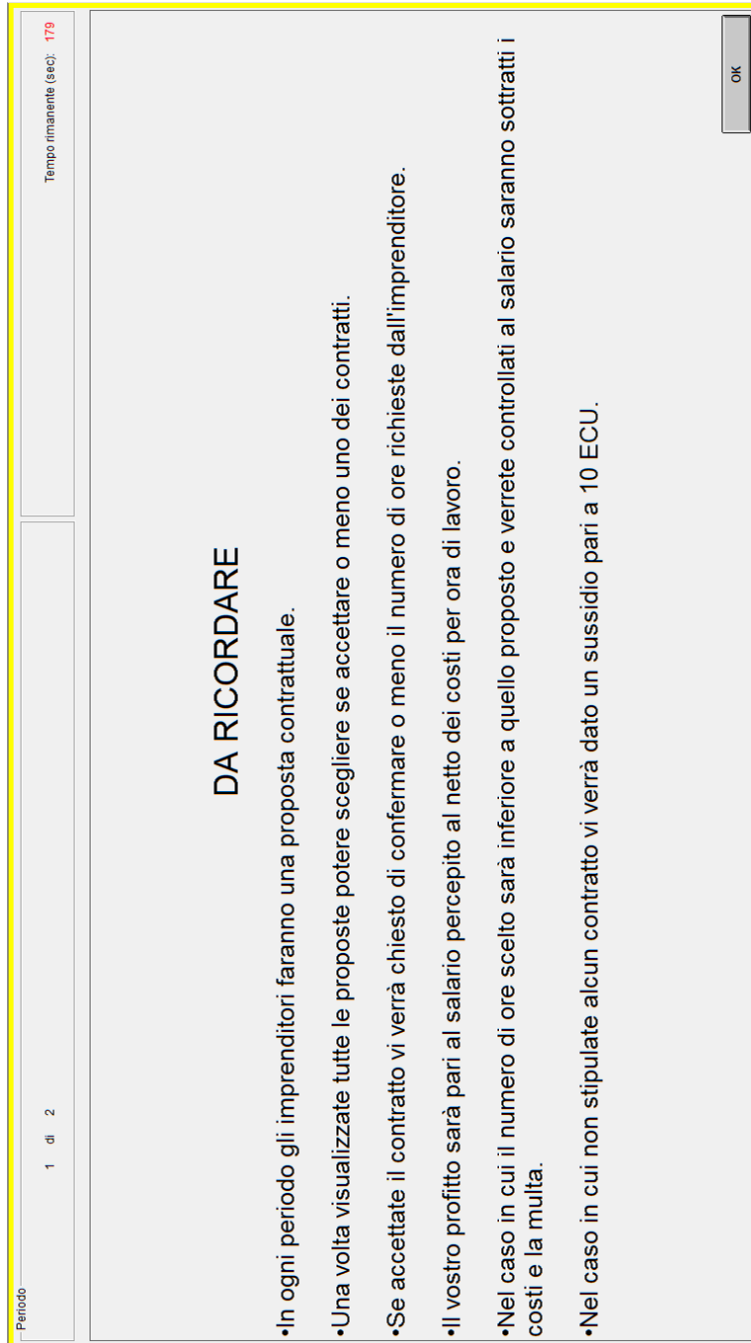 Periodo
1 di 2
Tempo rimanente (sec): 179
DA RICORDARE
•In ogni periodo gli imprenditori faranno una proposta contrattuale.
•Una volta visualizzate tutte le proposte potere scegliere se accettare o meno uno dei contratti.
•Se accettate il contratto vi verrà chiesto di confermare o meno il numero di ore richieste dall'imprenditore.
•Il vostro profitto sarà pari al salario percepito al netto dei costi per ora di lavoro.
•Nel caso in cui il numero di ore scelto sarà inferiore a quello proposto e verrete controllati al salario saranno sottratti i
costi e la multa.
•Nel caso in cui non stipulate alcun contratto vi verrà dato un sussidio pari a 10 ECU.
OK